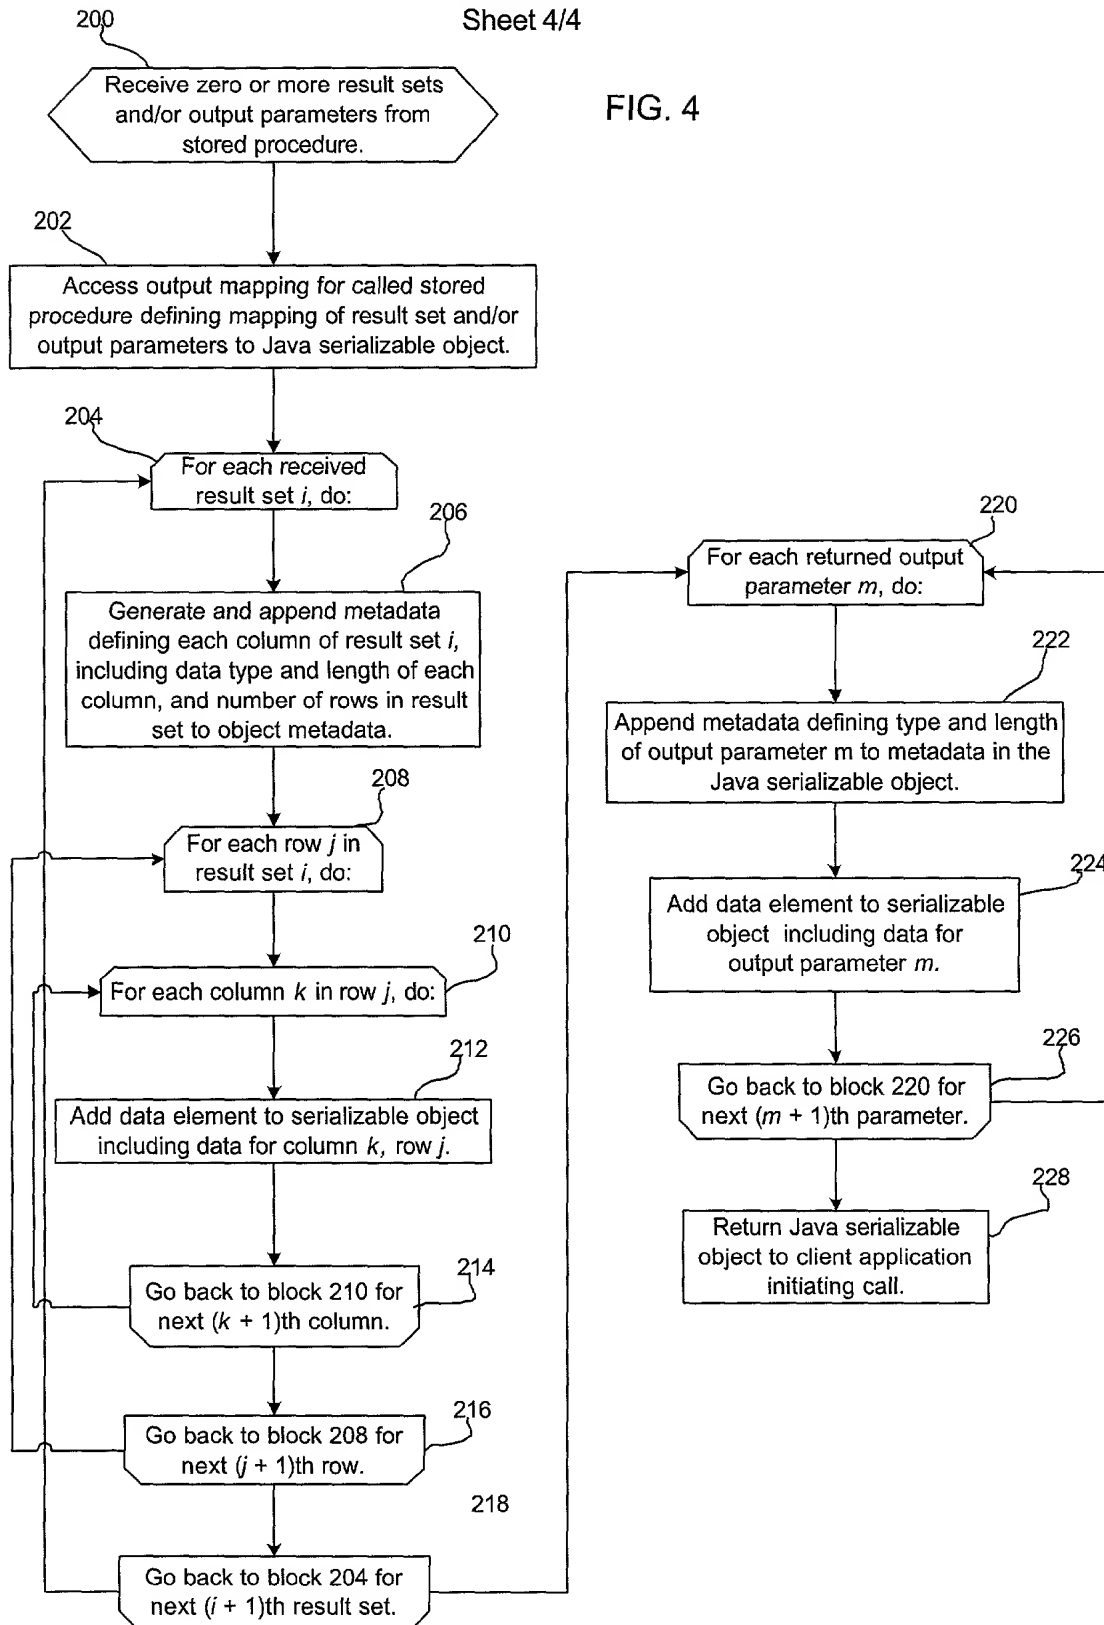 Sheet 4/4
FIG. 4
200
Receive zero or more result sets
and/or output parameters from
stored procedure.
202
Access output mapping for called stored
procedure defining mapping of result set and/or
output parameters to Java serializable object.
204
For each received
result set i, do:
206
Generate and append metadata
defining each column of result set i,
including data type and length of each
column, and number of rows in result
set to object metadata.
208
For each row j in
result set i, do:
210
For each column k in row j, do:
212
Add data element to serializable object
including data for column k, row j.
214
Go back to block 210 for
next (k + 1)th column.
216
Go back to block 208 for
next (j + 1)th row.
218
Go back to block 204 for
next (i + 1)th result set.
220
For each returned output
parameter m, do:
222
Append metadata defining type and length
of output parameter m to metadata in the
Java serializable object.
224
Add data element to serializable
object including data for
output parameter m.
226
Go back to block 220 for
next (m + 1)th parameter.
228
Return Java serializable
object to client application
initiating call.